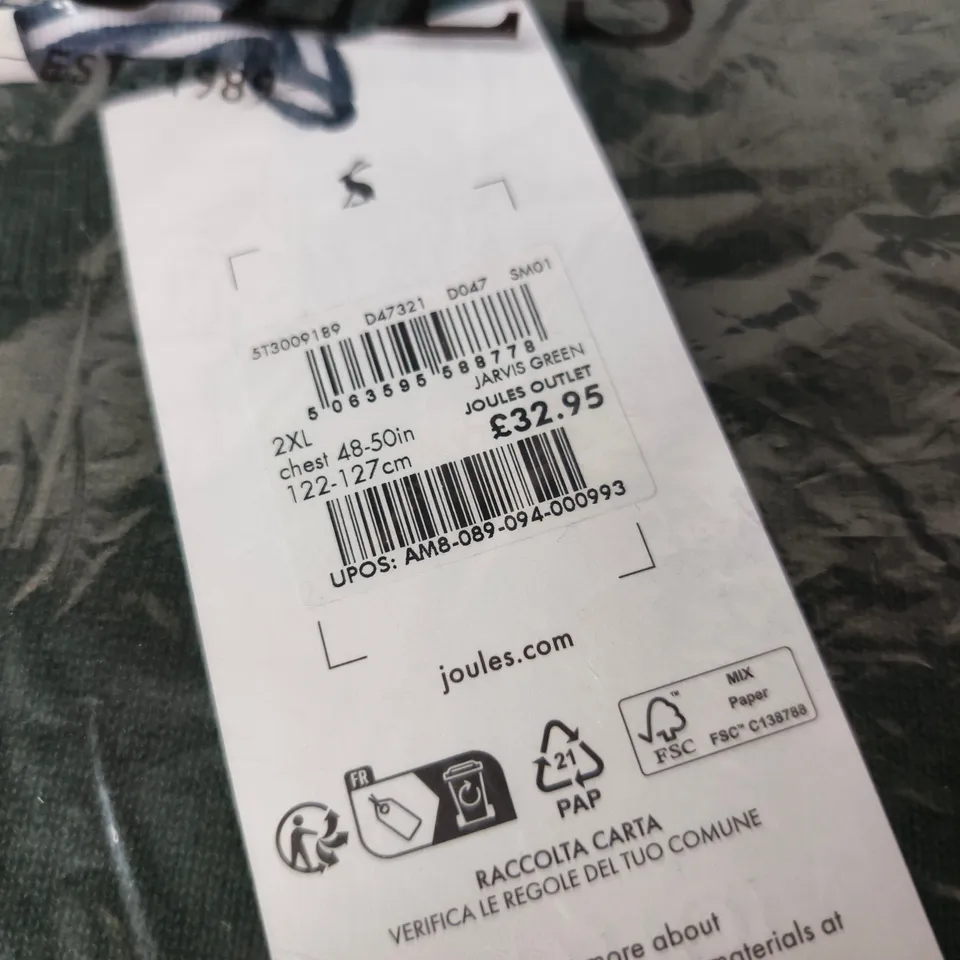 EST. 1989
5T3009189 D47321 D047 SM01
5 063595 588778
JARVIS GREEN
JOULES OUTLET
2XL
£32.95
chest 48-50in
122-127cm
UPOS: AM8-089-094-000993
joules.com
MIX
Paper
FSC™ C138788
FSC
FR
21
PAP
RACCOLTA CARTA
VERIFICA LE REGOLE DEL TUO COMUNE
more about
materials at